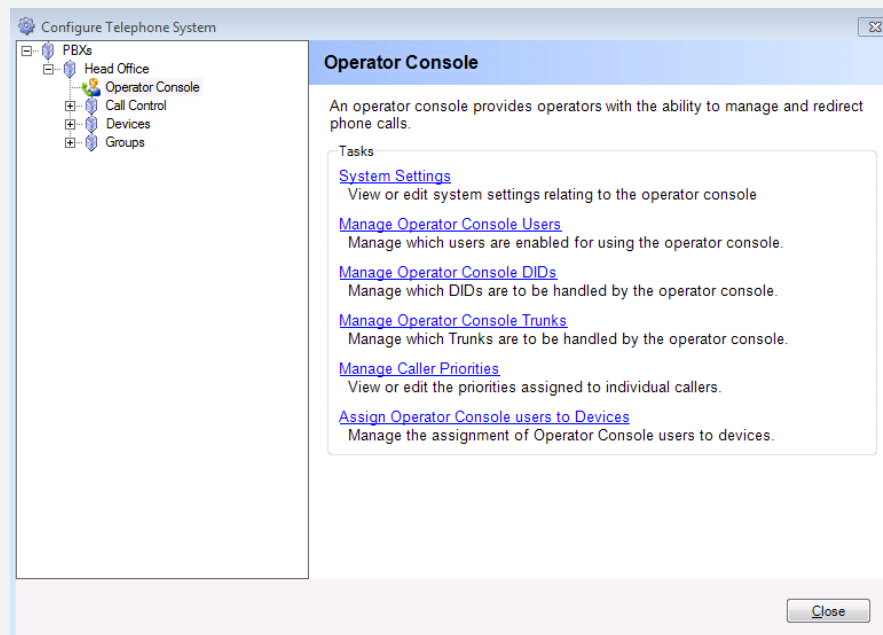 Configure Telephone System
PBXs
Head Office
Operator Console
Call Control
Devices
Groups
Operator Console
An operator console provides operators with the ability to manage and redirect
phone calls.
Tasks
System Settings
View or edit system settings relating to the operator console
Manage Operator Console Users
Manage which users are enabled for using the operator console.
Manage Operator Console DIDs
Manage which DIDs are to be handled by the operator console.
Manage Operator Console Trunks
Manage which Trunks are to be handled by the operator console.
Manage Caller Priorities
View or edit the priorities assigned to individual callers.
Assign Operator Console users to Devices
Manage the assignment of Operator Console users to devices.
Close